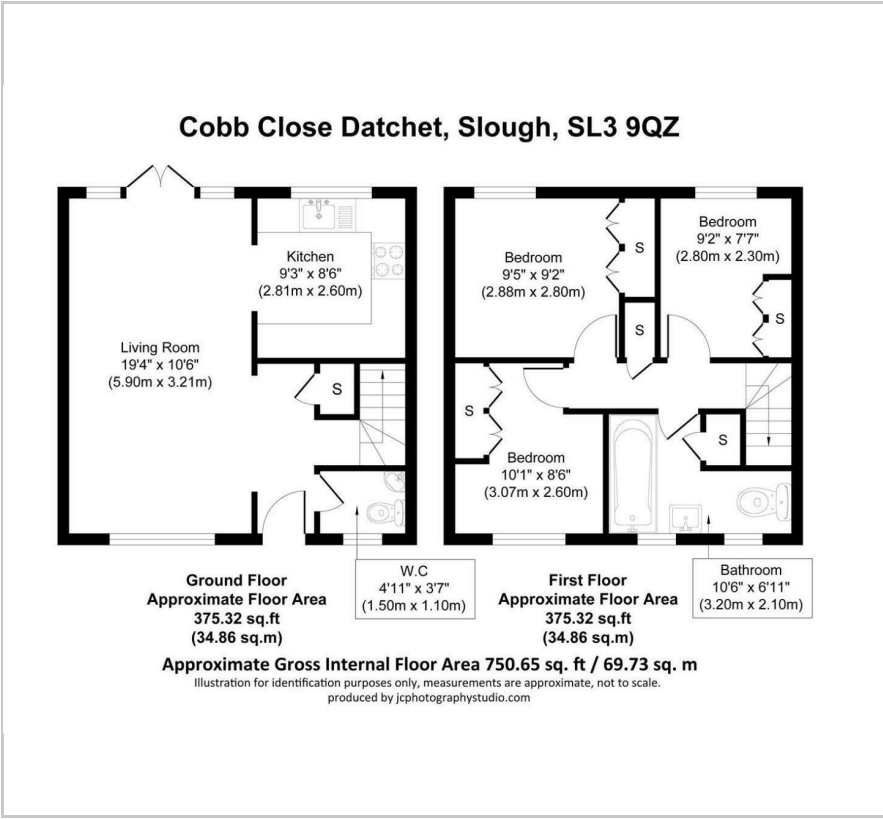 Cobb Close Datchet, Slough, SL3 9QZ
Kitchen
9'3" x 8'6"
(2.81m x 2.60m)
Living Room
19'4" x 10'6"
(5.90m x 3.21m)
S
W.C
4'11" x 3'7"
(1.50m x 1.10m)
Ground Floor
Approximate Floor Area
375.32 sq.ft
(34.86 sq.m)
Bedroom
9'5" x 9'2"
(2.88m x 2.80m)
S
Bedroom
9'2" x 7'7"
(2.80m x 2.30m)
S
S
S
Bedroom
10'1" x 8'6"
(3.07m x 2.60m)
S
Bathroom
10'6" x 6'11"
(3.20m x 2.10m)
First Floor
Approximate Floor Area
375.32 sq.ft
(34.86 sq.m)
Approximate Gross Internal Floor Area 750.65 sq. ft / 69.73 sq. m
Illustration for identification purposes only, measurements are approximate, not to scale.
produced by jcphotographystudio.com